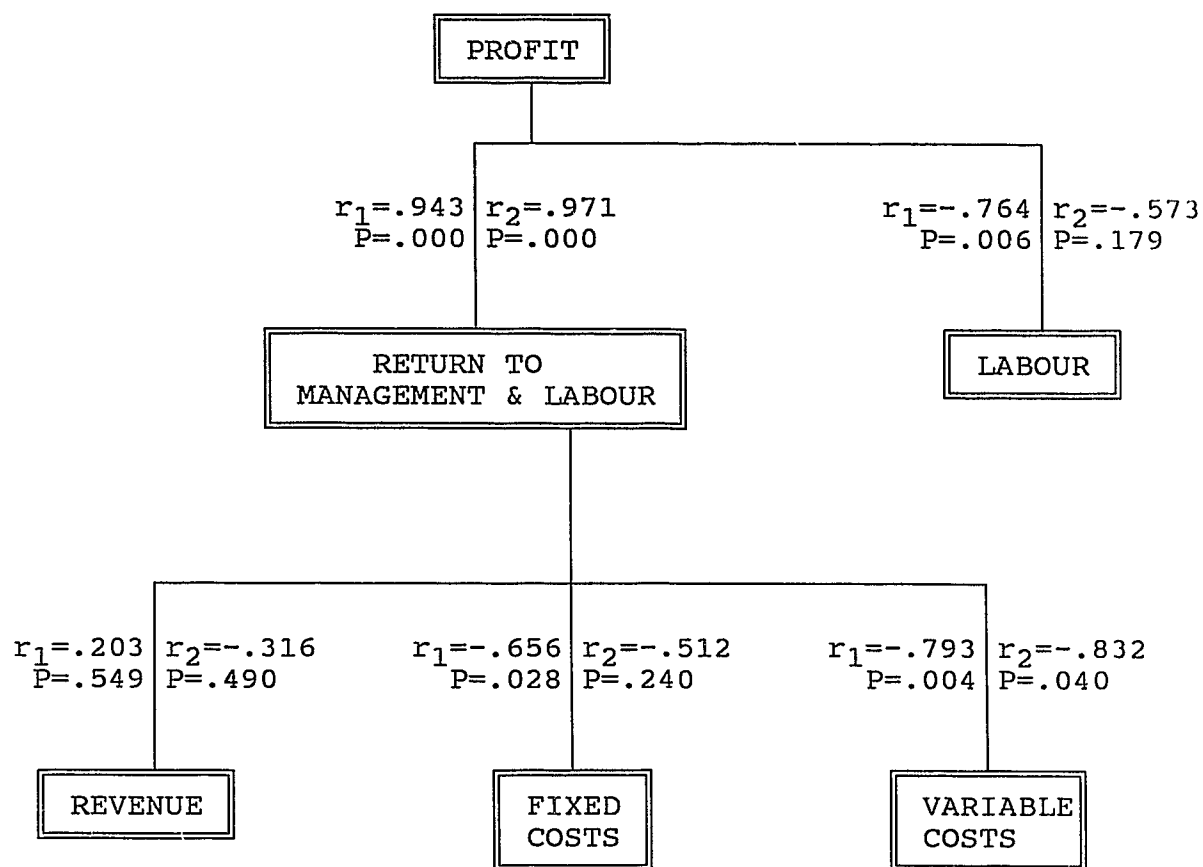 PROFIT
r1=.943 r2=.971
P=.000 P=.000
r1=-.764 r2=-.573
P=.006 P=.179
RETURN TO
MANAGEMENT & LABOUR
LABOUR
r1=.203 r2=-.316
P=.549 P=.490
r1=-.656 r2=-.512
P=.028 P=.240
r1=-.793 r2=-.832
P=.004 P=.040
REVENUE
FIXED
COSTS
VARIABLE
COSTS